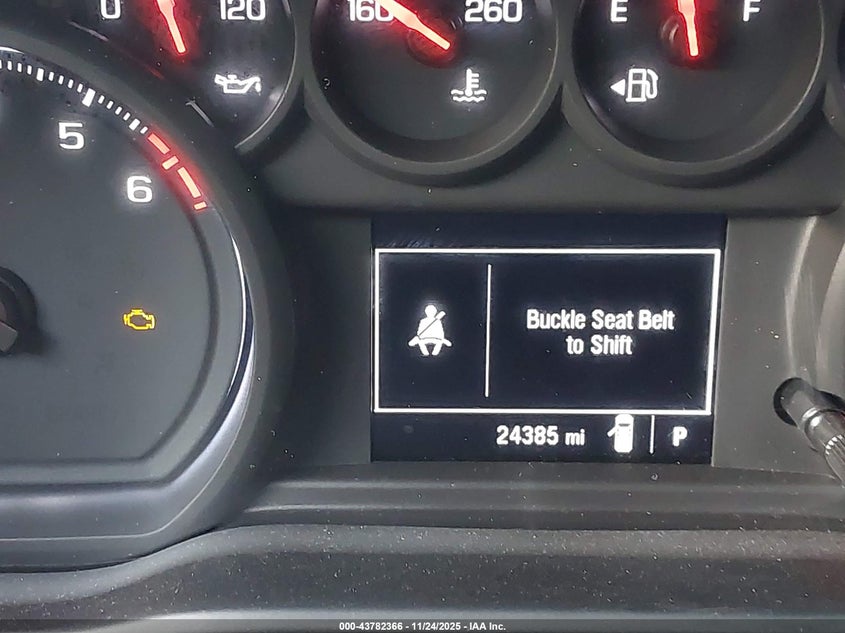 0 120
160 260
E F
5
6
Buckle Seat Belt
to Shift
24385 mi P
000-43782366 - 11/24/2025 - IAA Inc.